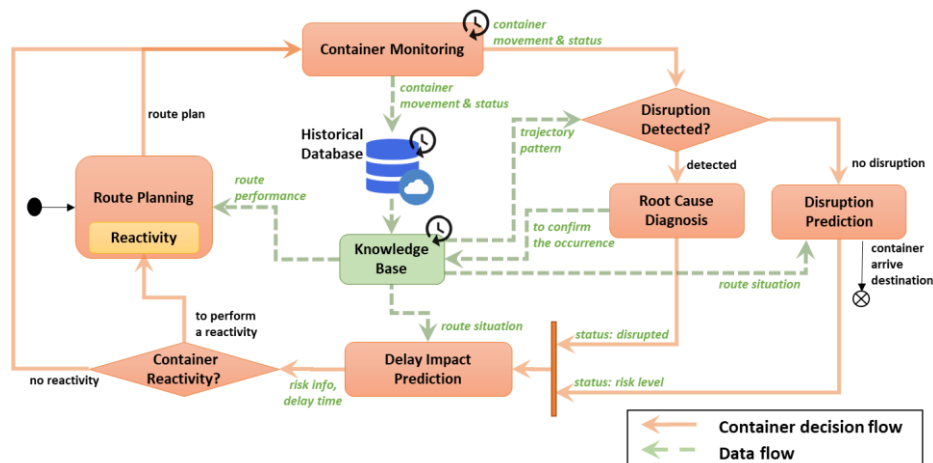 container
movement & status
Container Monitoring
container
movement & status
route plan
Historical
Database
trajectory
pattern
Disruption
Detected?
detected
no disruption
Route Planning
Reactivity
route
performance
Root Cause
Diagnosis
Disruption
Prediction
to confirm
the occurrence
Knowledge
Base
route situation
container
arrive
destination
to perform
a reactivity
route situation
status: disrupted
Container
Reactivity?
Delay Impact
Prediction
no reactivity
risk info,
delay time
status: risk level
Container decision flow
Data flow